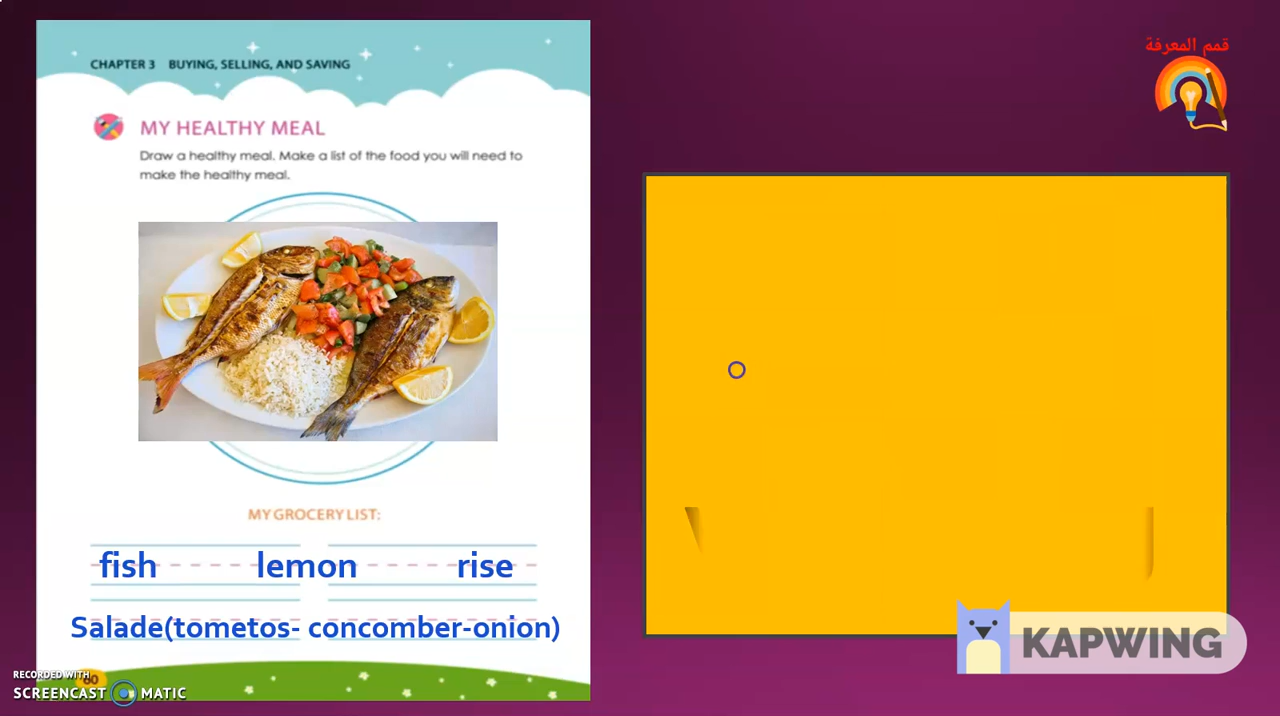 CHAPTER 3 BUYING, SELLING, AND SAVING
MY HEALTHY MEAL
Draw a healthy meal. Make a list of the food you will need to
make the healthy meal.
MY GROCERY LIST:
fish lemon rise
Salade(tometos- concomber-onion)
60
RECORDED WITH
SCREENCAST MATIC
قمم المعرفة
KAPWING